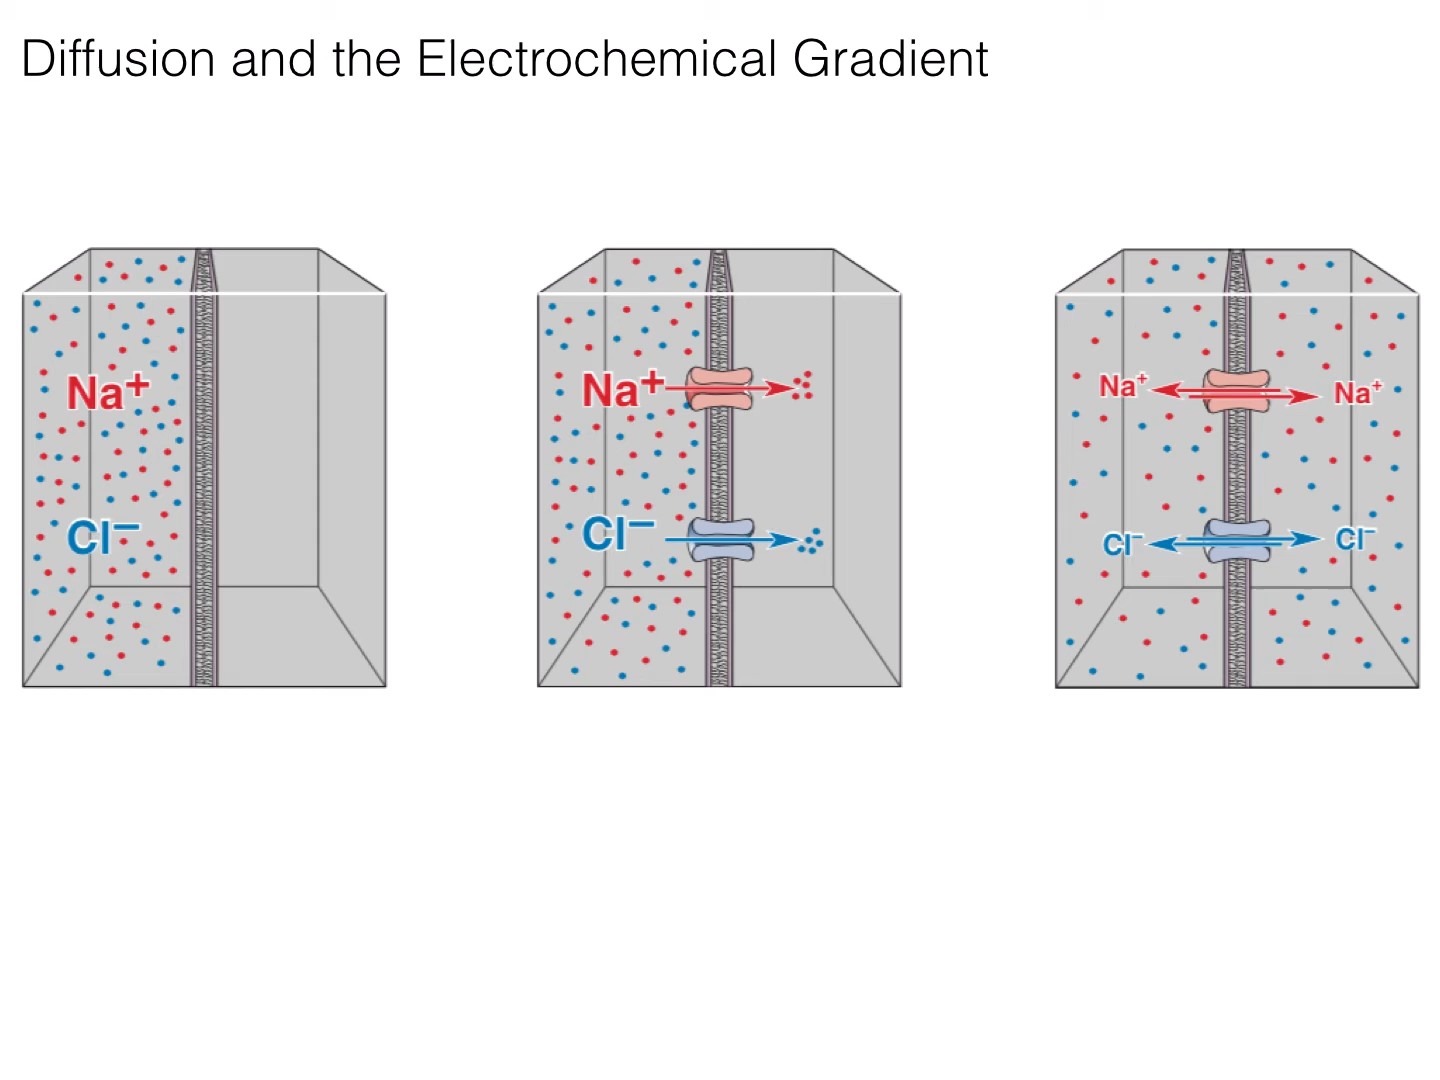 Diffusion and the Electrochemical Gradient
Na⁺
Cl⁻
Na⁺
Cl⁻
Na⁺
Na⁺
Cl⁻
Cl⁻